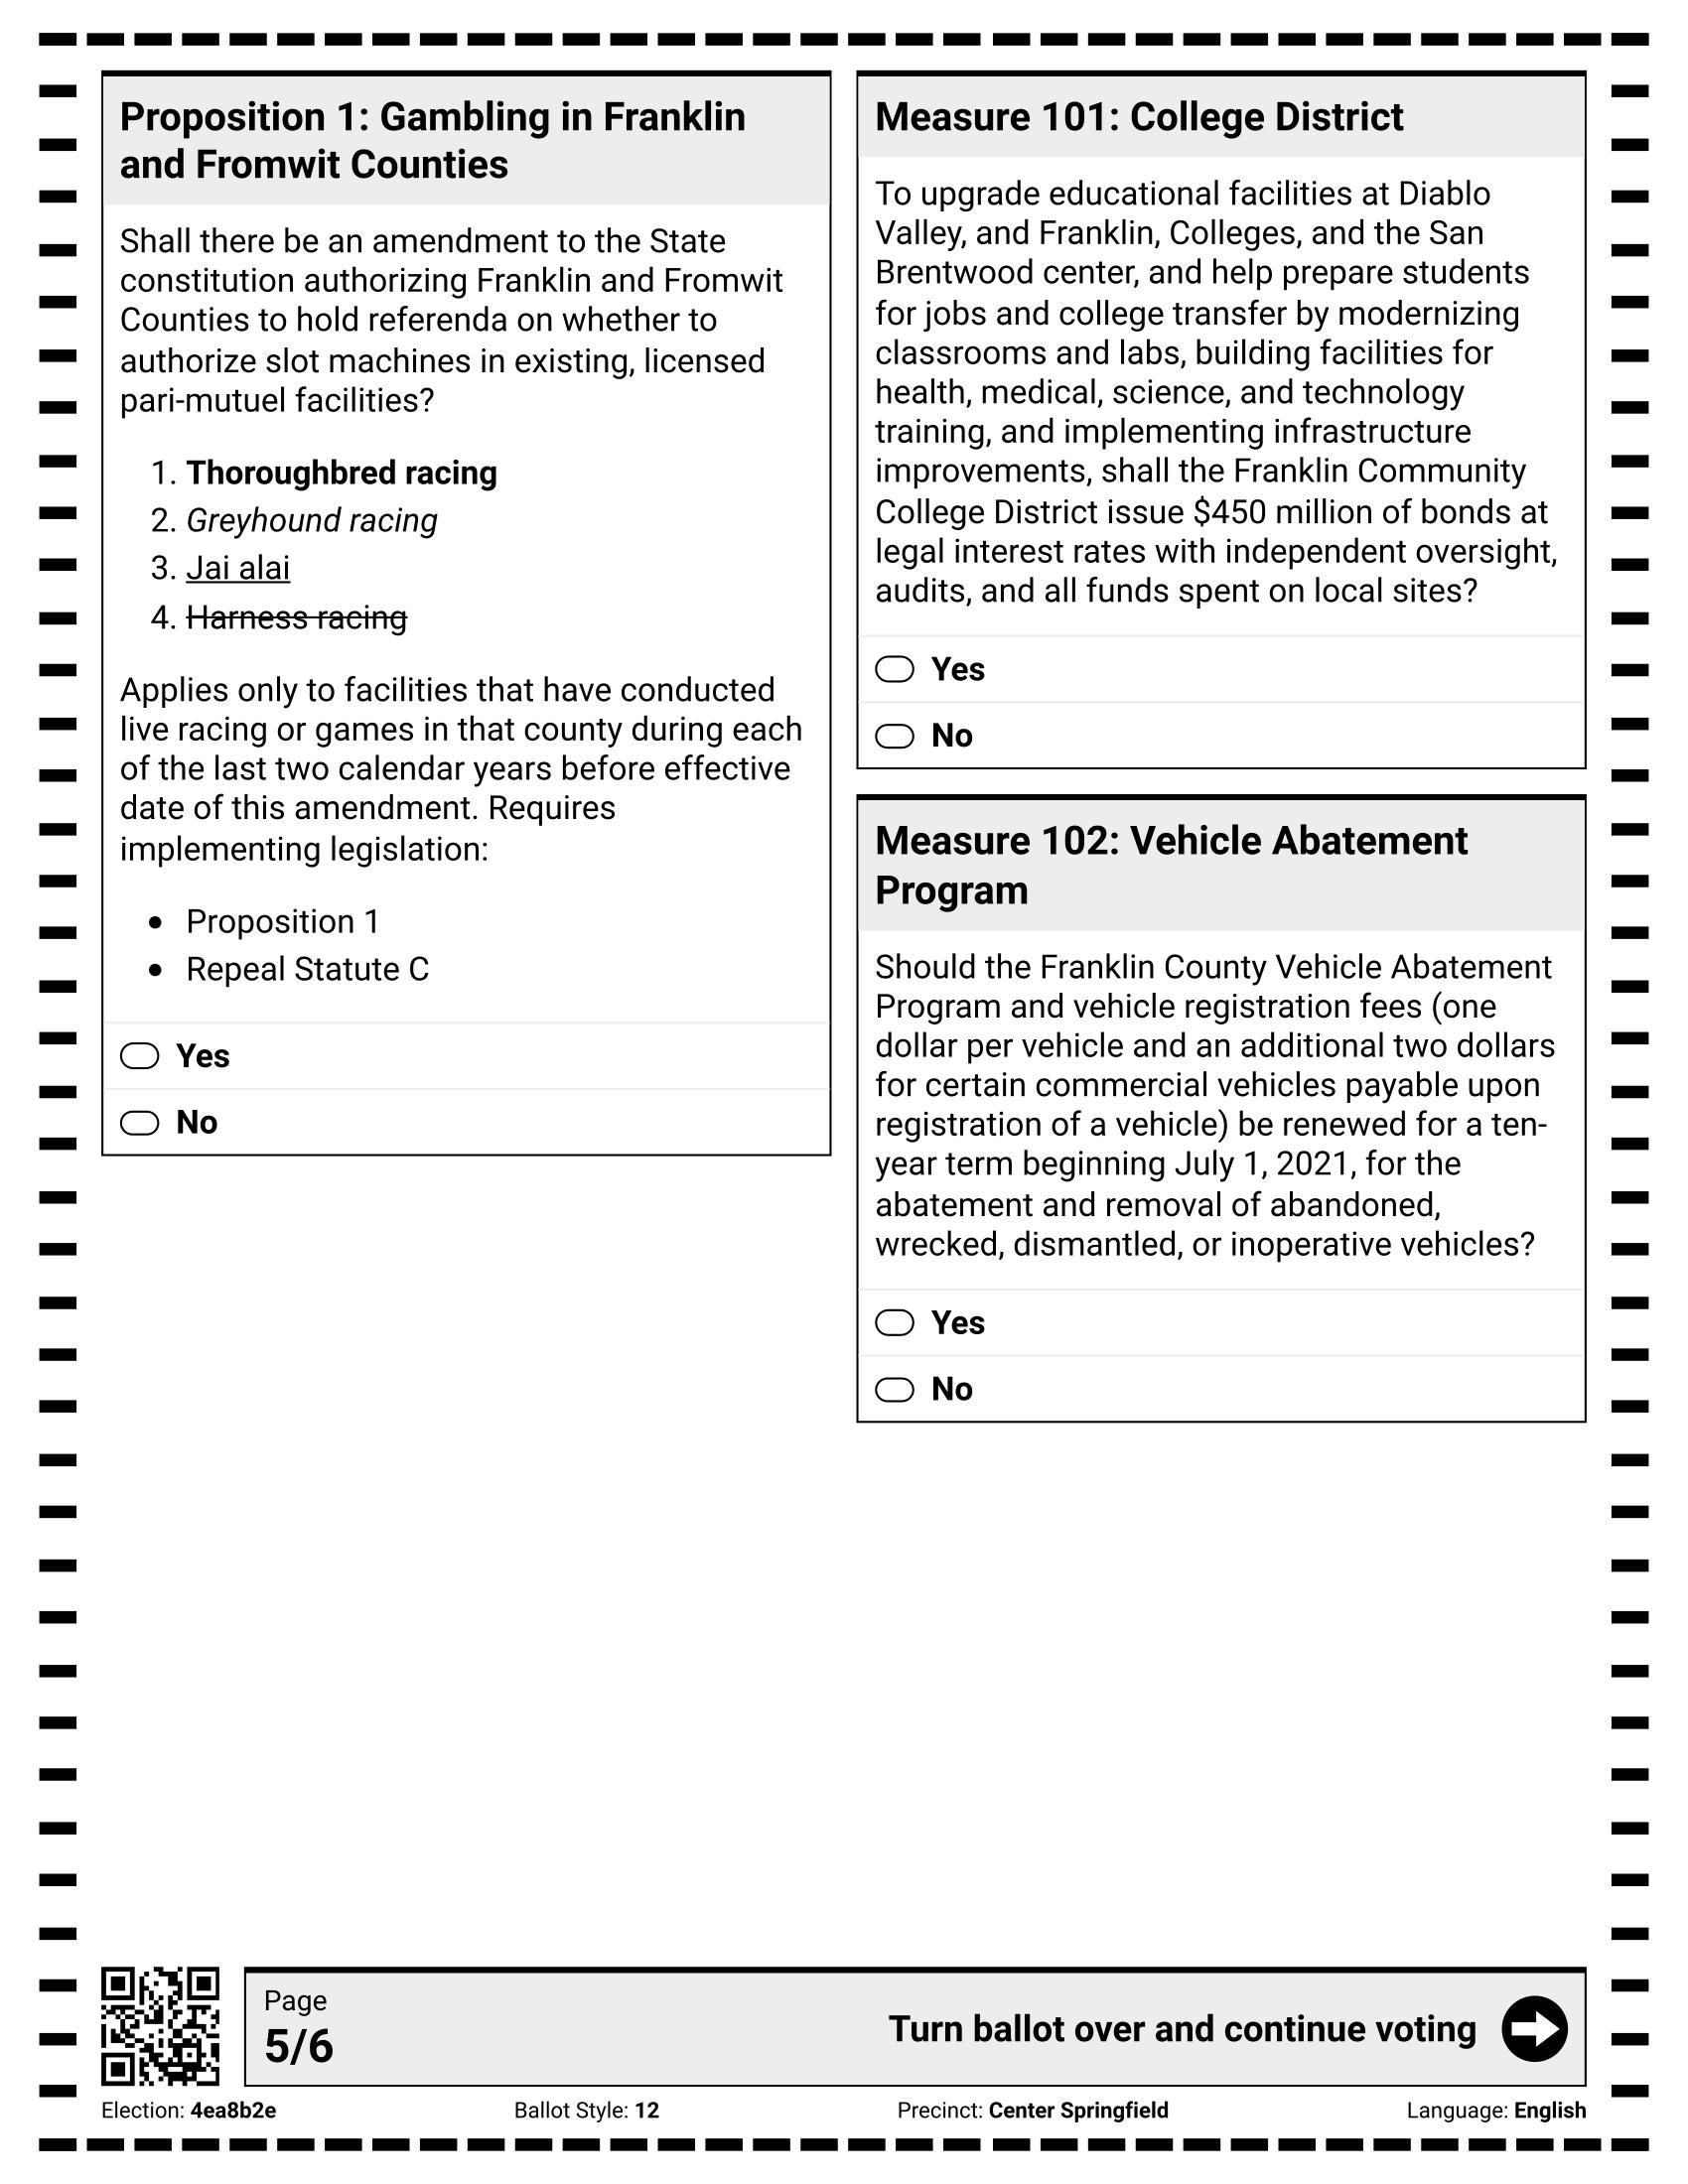 Proposition 1: Gambling in Franklin
and Fromwit Counties
Shall there be an amendment to the State
constitution authorizing Franklin and Fromwit
Counties to hold referenda on whether to
authorize slot machines in existing, licensed
pari-mutuel facilities?
1. Thoroughbred racing
2. Greyhound racing
3. Jai alai
4. Harness racing
Applies only to facilities that have conducted
live racing or games in that county during each
of the last two calendar years before effective
date of this amendment. Requires
implementing legislation:
• Proposition 1
• Repeal Statute C
Yes
No
Measure 101: College District
To upgrade educational facilities at Diablo
Valley, and Franklin, Colleges, and the San
Brentwood center, and help prepare students
for jobs and college transfer by modernizing
classrooms and labs, building facilities for
health, medical, science, and technology
training, and implementing infrastructure
improvements, shall the Franklin Community
College District issue $450 million of bonds at
legal interest rates with independent oversight,
audits, and all funds spent on local sites?
Yes
No
Measure 102: Vehicle Abatement
Program
Should the Franklin County Vehicle Abatement
Program and vehicle registration fees (one
dollar per vehicle and an additional two dollars
for certain commercial vehicles payable upon
registration of a vehicle) be renewed for a ten-
year term beginning July 1, 2021, for the
abatement and removal of abandoned,
wrecked, dismantled, or inoperative vehicles?
Yes
No
Page
5/6
Turn ballot over and continue voting
Election: 4ea8b2e
Ballot Style: 12
Precinct: Center Springfield
Language: English